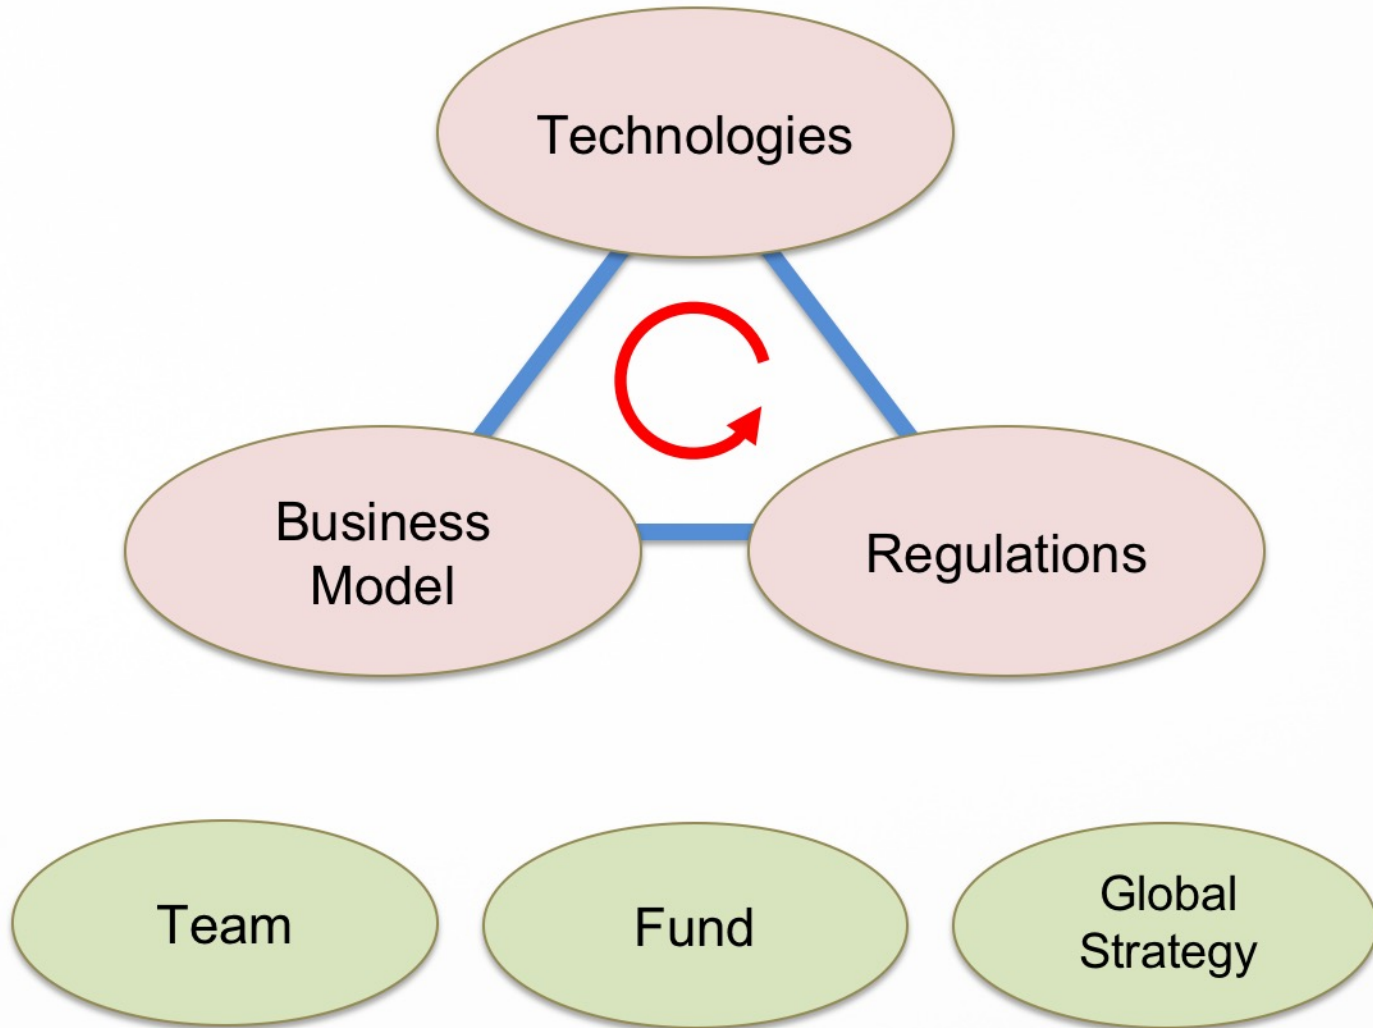 Technologies
Business
Model
Regulations
Team
Fund
Global
Strategy